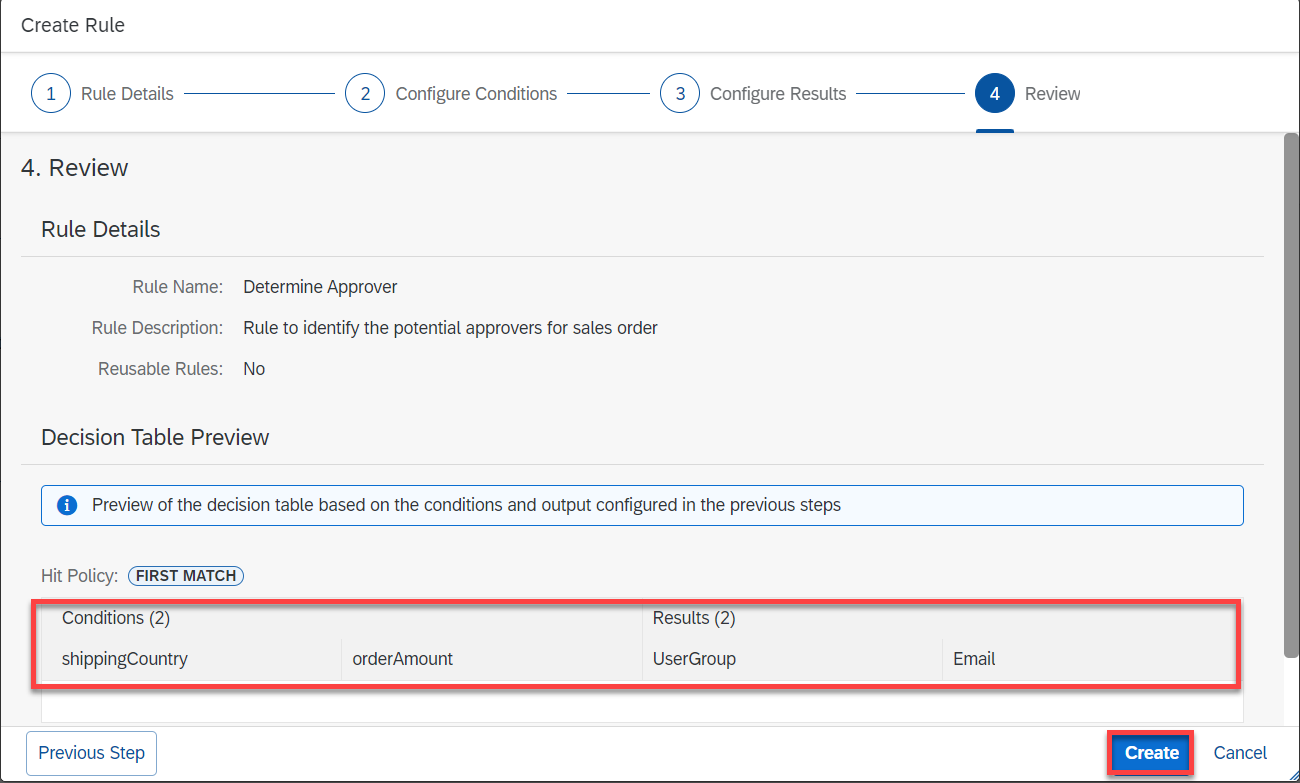 Create Rule
1 Rule Details 2 Configure Conditions 3 Configure Results 4 Review
4. Review
Rule Details
Rule Name: Determine Approver
Rule Description: Rule to identify the potential approvers for sales order
Reusable Rules: No
Decision Table Preview
i Preview of the decision table based on the conditions and output configured in the previous steps
Hit Policy: FIRST MATCH
Conditions (2) Results (2)
shippingCountry orderAmount UserGroup Email
Previous Step Create Cancel